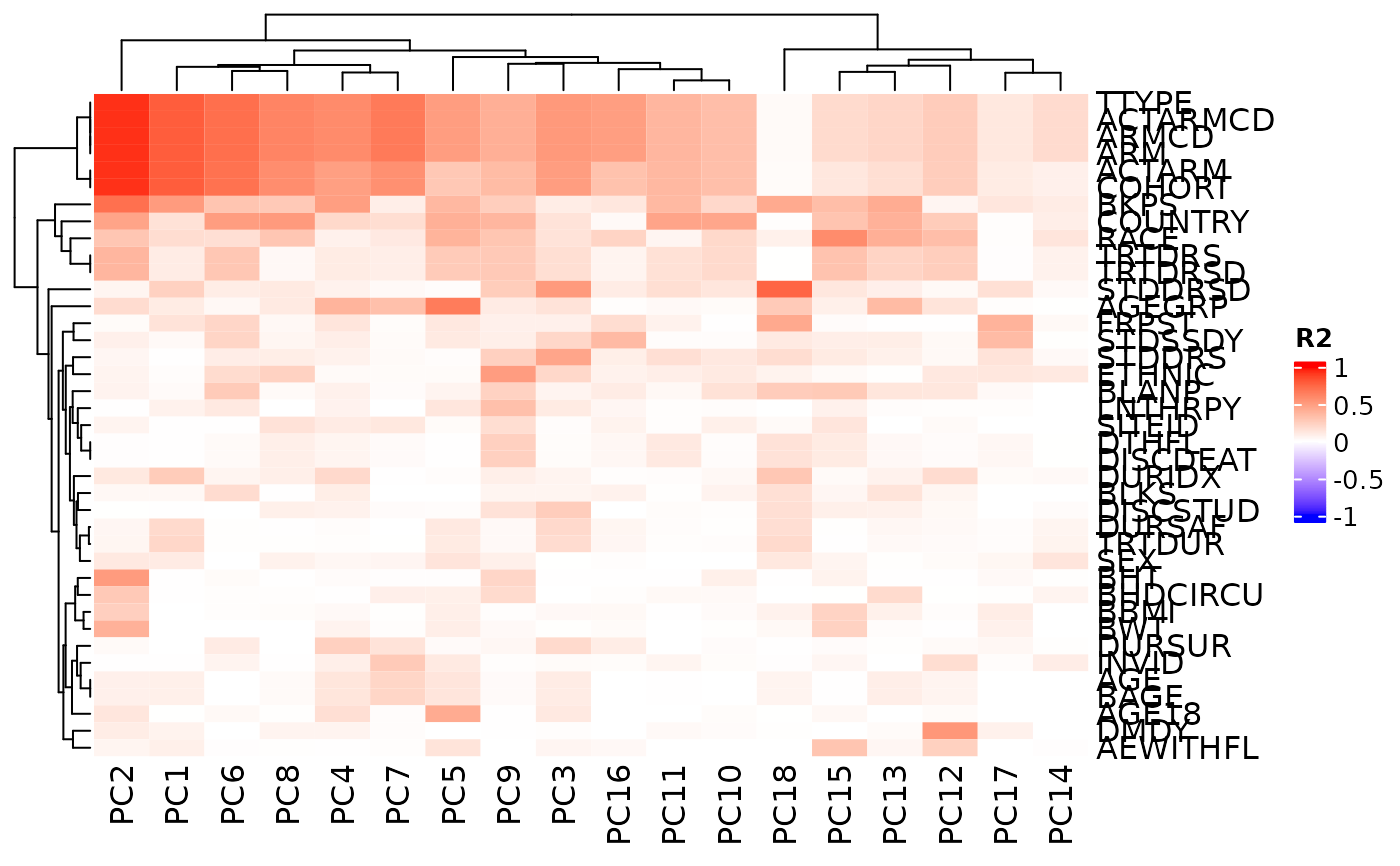 TTYPE
ACTARMCD
ARMCD
ARM
ACTARM
COHORT
BKPS
COUNTRY
RACE
TRTDRS
TRTDRSD
STDDRSD
AGEGRP
ERPST
STDSSDY
STDDRS
ETHNIC
BLANP
LNTHRPY
SITEID
DTHFL
DISCDEAT
DURIDX
BLKS
DISCSTUD
DURSAF
TRTDUR
SEX
BHT
BHDCIRCU
BBMI
BWT
DURSUR
INVID
AGE
BAGE
AGE18
DMDY
AEWITHFL
PC2 PC1 PC6 PC8 PC4 PC7 PC5 PC9 PC3 PC16 PC11 PC10 PC18 PC15 PC13 PC12 PC17 PC14
R2
1
0.5
0
-0.5
-1